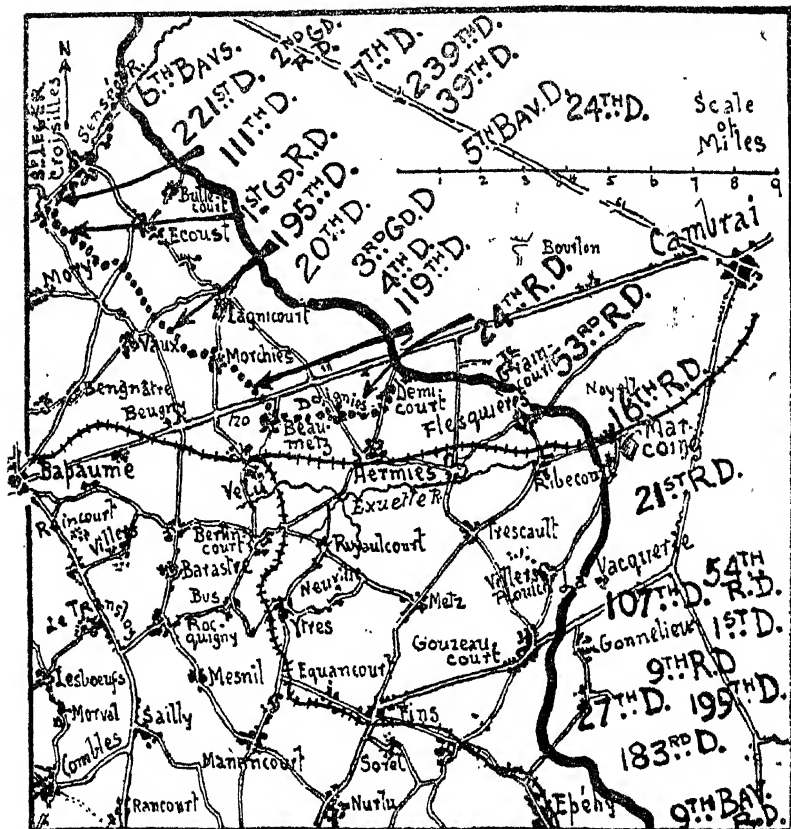 N
ST LEGER
Croisilles
Sensée R.
6TH BAVS.
221ST D.
111TH D.
2ND GD.
R.D.
17TH D.
239TH D.
39TH D.
5TH BAV. D.
24TH D.
Scale
of
Miles
1 2 3 4 5 6 7 8 9
Bullecourt
Ecoust
1ST GD. R.D.
195TH D.
20TH D.
3RD GD. D
4TH D.
119TH D.
Bourlon
Cambrai
Mory
Lagnicourt
24TH R.D.
53RD R.D.
Vaux
Morchies
Graincourt
Noyelle
16TH R.D.
Beugnâtre
Beugny
120
Doignies
Demicourt
Flesquieres
Beaumetz
Marcoing
Bapaume
Velu
Hermies
Ribecourt
Exuette R.
21ST R.D.
Riencourt
Villers
Bertincourt
Ruyaulcourt
Trescault
Barastre
Neuville
Villers
Plouich
Vacquerie
54TH
R.D.
Bus
Metz
107TH D.
Le Transloy
Rocquigny
Ytres
Gouzeaucourt
Gonnelieu
1ST D.
Lesboeufs
Mesnil
Equancourt
9TH R.D
Morval
Sailly
Fins
27TH D.
199TH D.
Combles
Manancourt
Sorel
183RD D.
Rancourt
Nurlu
Epéhy
9TH BAV.
R.D.